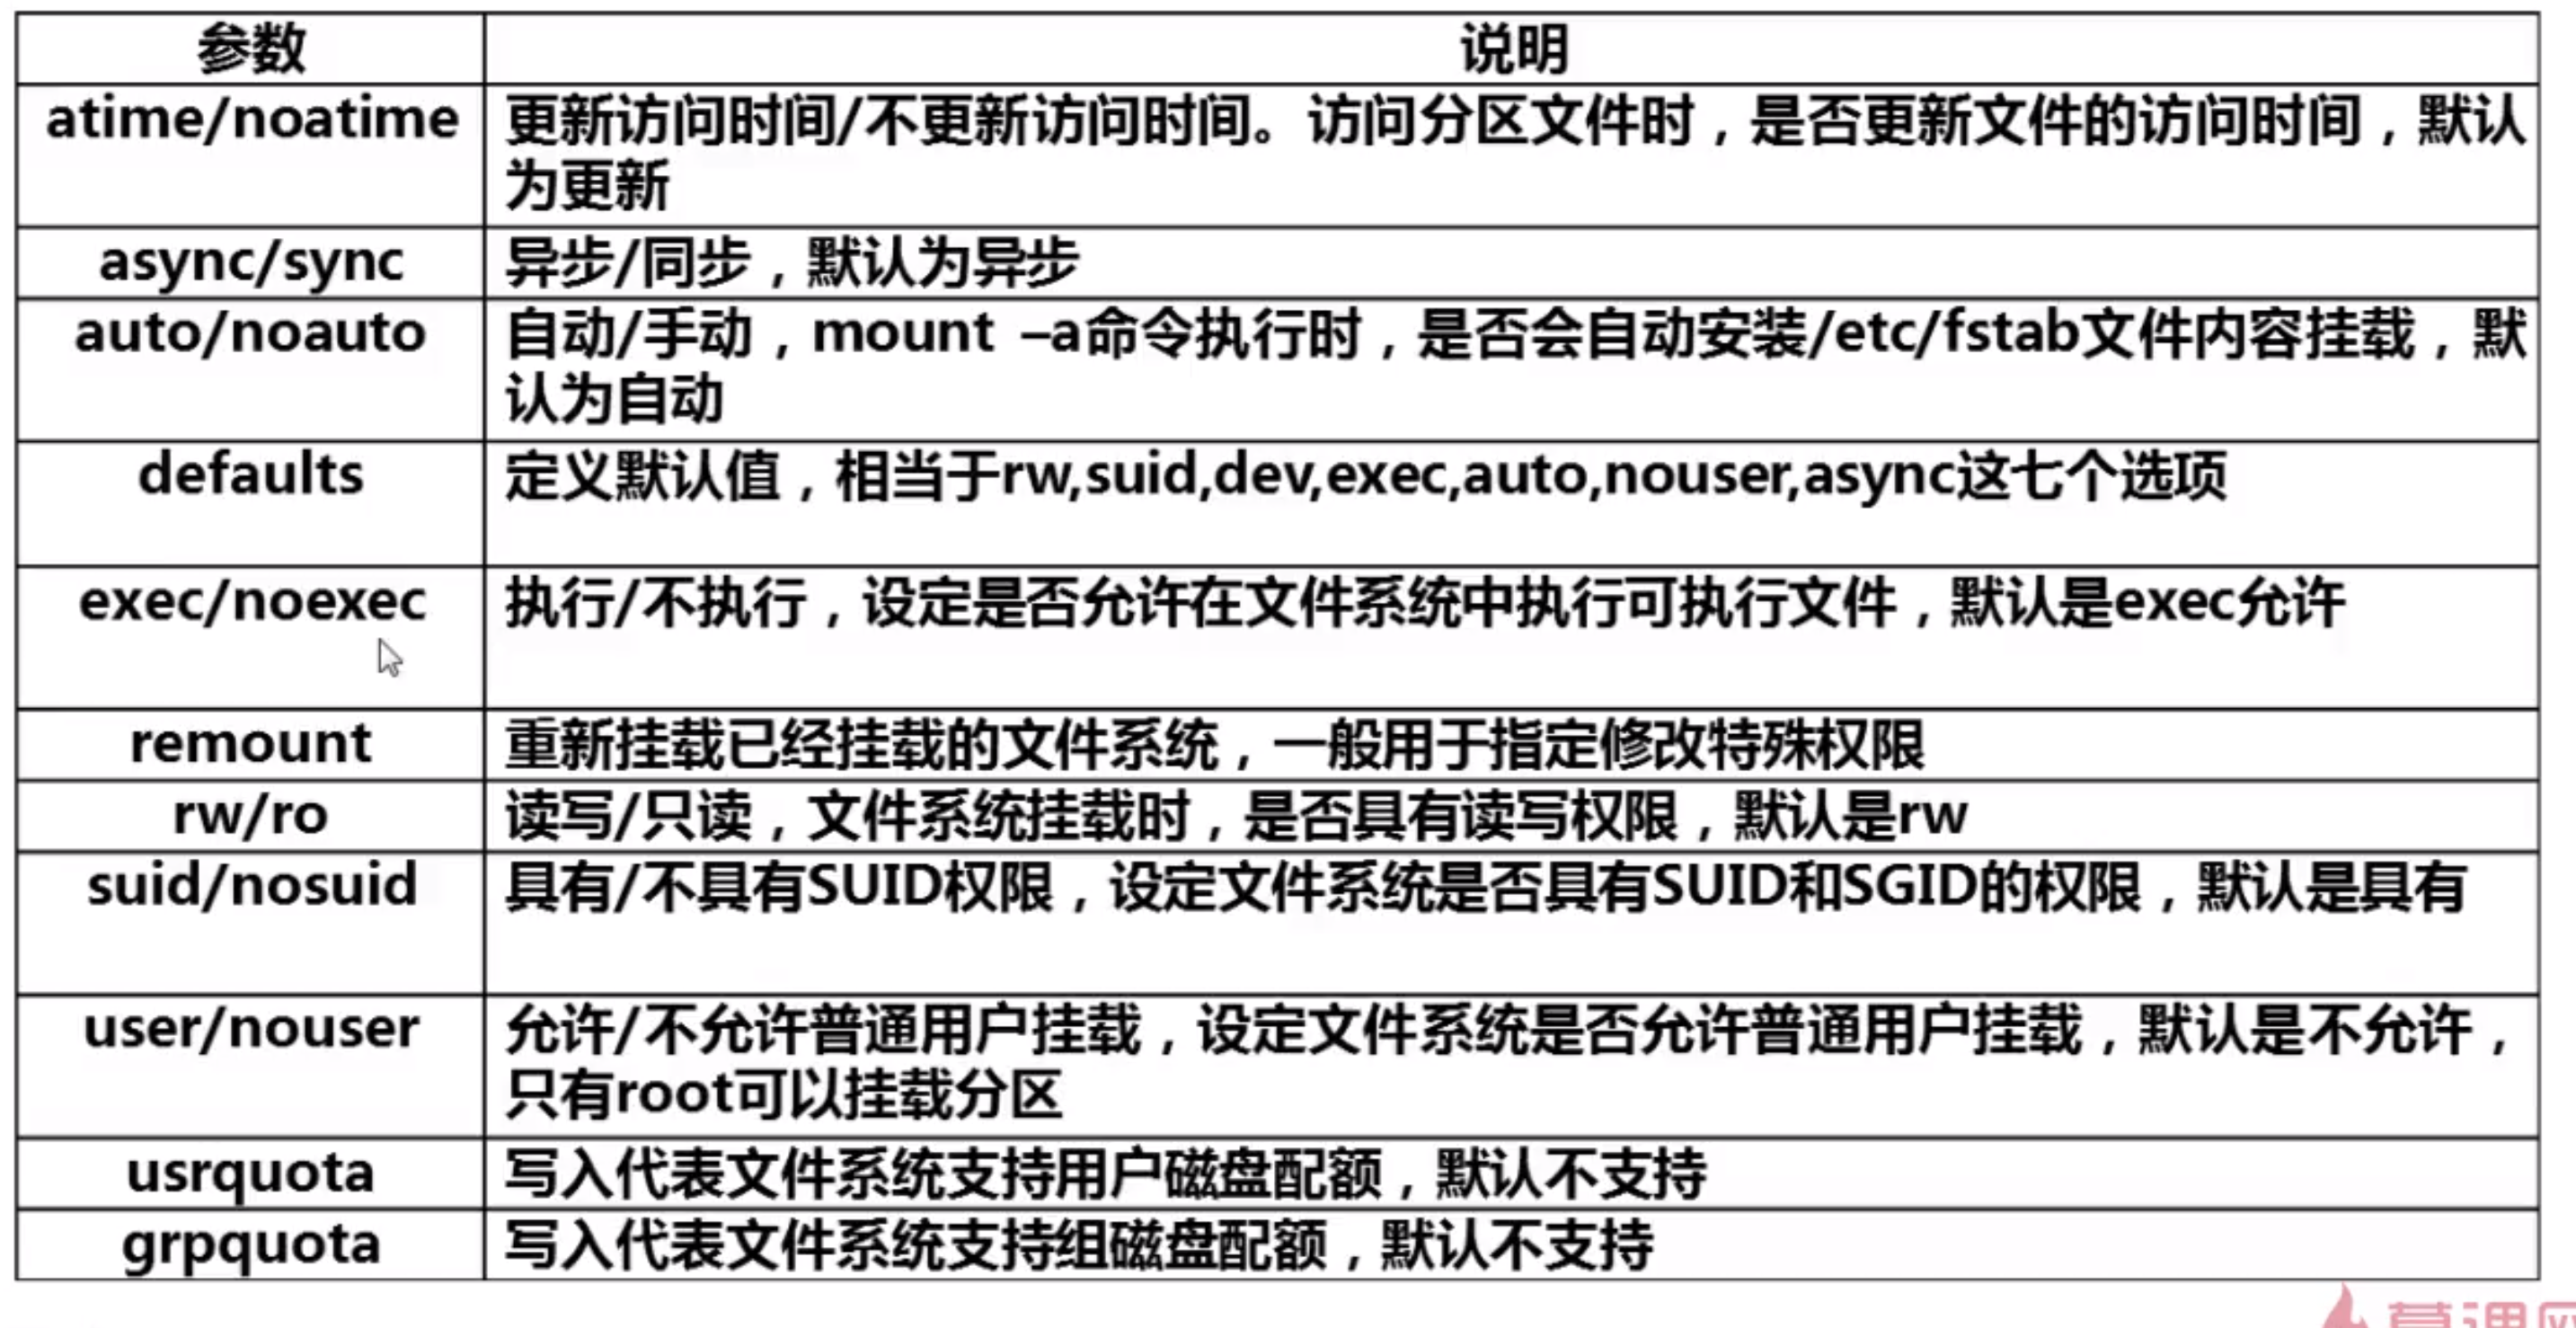 参数 说明
atime/noatime 更新访问时间/不更新访问时间。访问分区文件时，是否更新文件的访问时间，默认
为更新
async/sync 异步/同步，默认为异步
auto/noauto 自动/手动，mount –a命令执行时，是否会自动安装/etc/fstab文件内容挂载，默
认为自动
defaults 定义默认值，相当于rw,suid,dev,exec,auto,nouser,async这七个选项
exec/noexec 执行/不执行，设定是否允许在文件系统中执行可执行文件，默认是exec允许
remount 重新挂载已经挂载的文件系统，一般用于指定修改特殊权限
rw/ro 读写/只读，文件系统挂载时，是否具有读写权限，默认是rw
suid/nosuid 具有/不具有SUID权限，设定文件系统是否具有SUID和SGID的权限，默认是具有
user/nouser 允许/不允许普通用户挂载，设定文件系统是否允许普通用户挂载，默认是不允许，
只有root可以挂载分区
usrquota 写入代表文件系统支持用户磁盘配额，默认不支持
grpquota 写入代表文件系统支持组磁盘配额，默认不支持